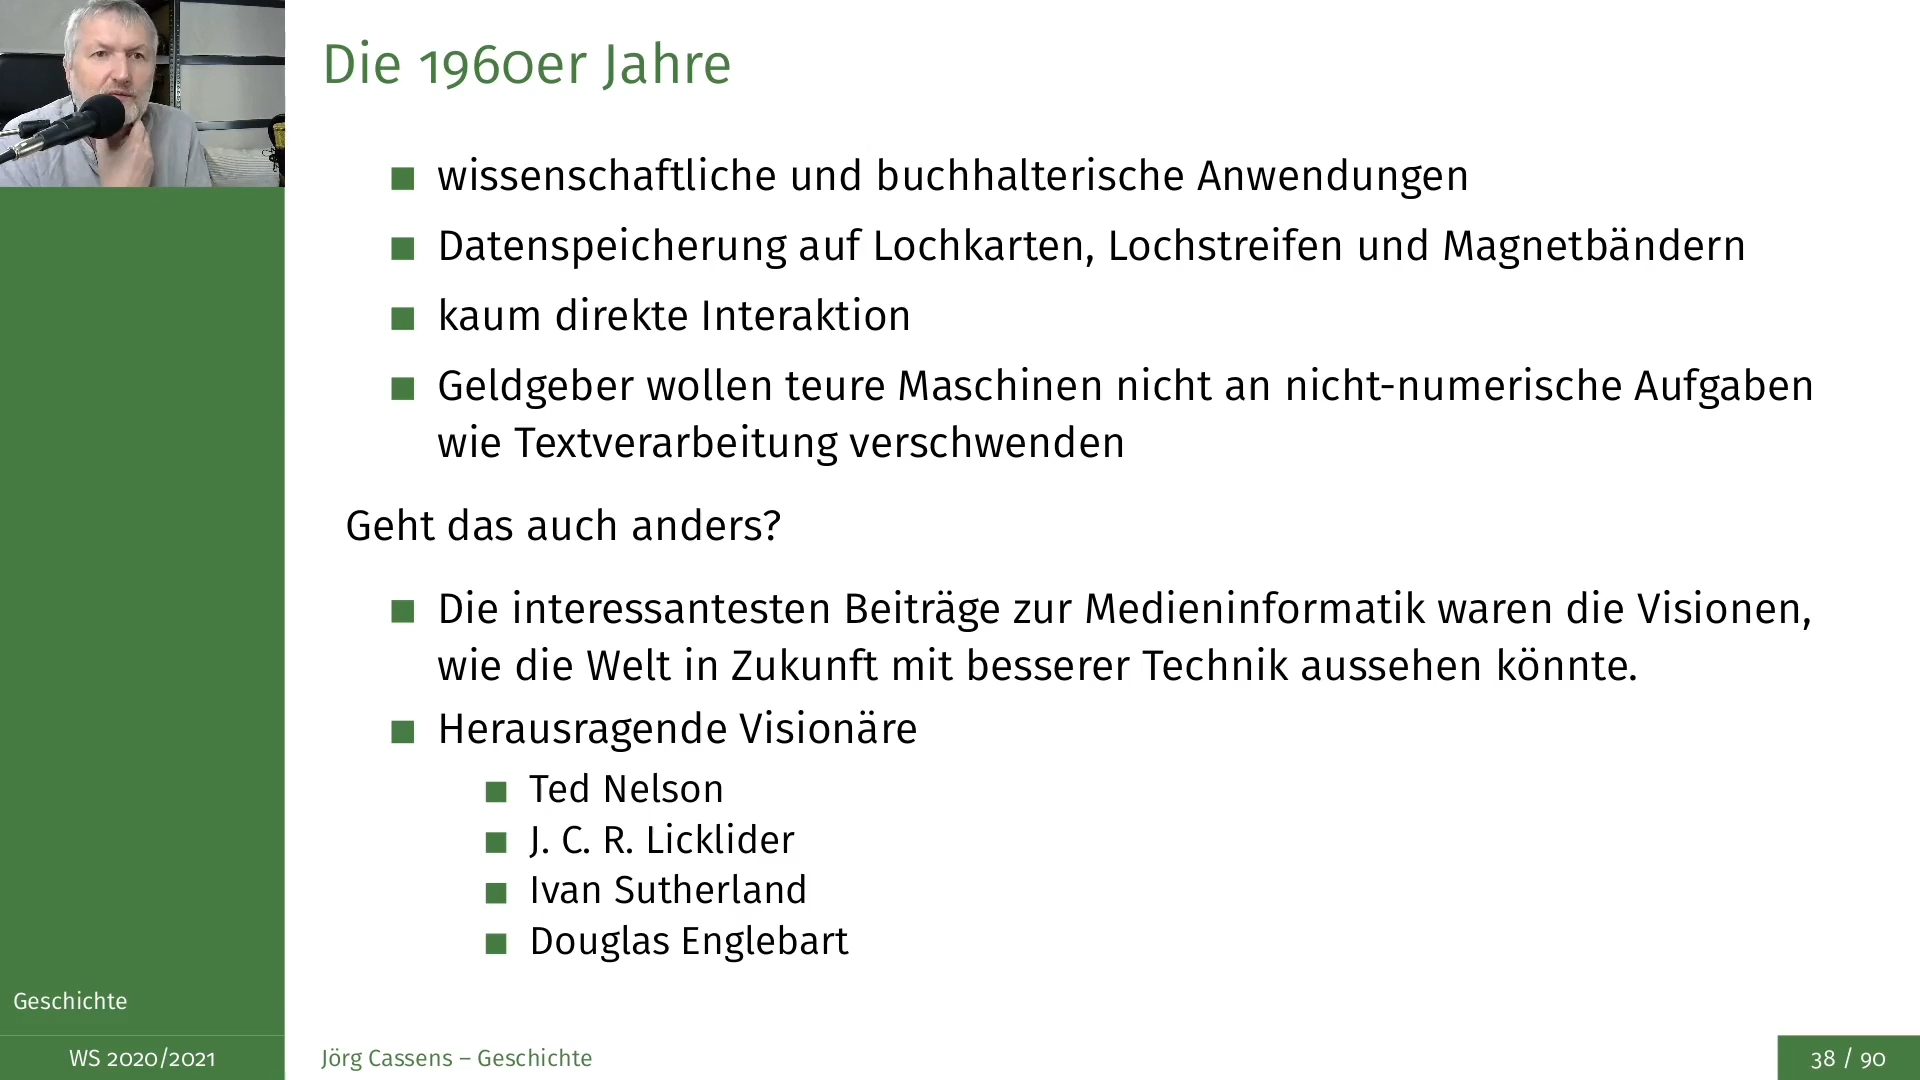 Die 1960er Jahre
wissenschaftliche und buchhalterische Anwendungen
Datenspeicherung auf Lochkarten, Lochstreifen und Magnetbändern
kaum direkte Interaktion
Geldgeber wollen teure Maschinen nicht an nicht-numerische Aufgaben
wie Textverarbeitung verschwenden
Geht das auch anders?
Die interessantesten Beiträge zur Medieninformatik waren die Visionen,
wie die Welt in Zukunft mit besserer Technik aussehen könnte.
Herausragende Visionäre
Ted Nelson
J. C. R. Licklider
Ivan Sutherland
Douglas Englebart
Geschichte
WS 2020/2021
Jörg Cassens – Geschichte
38 / 90